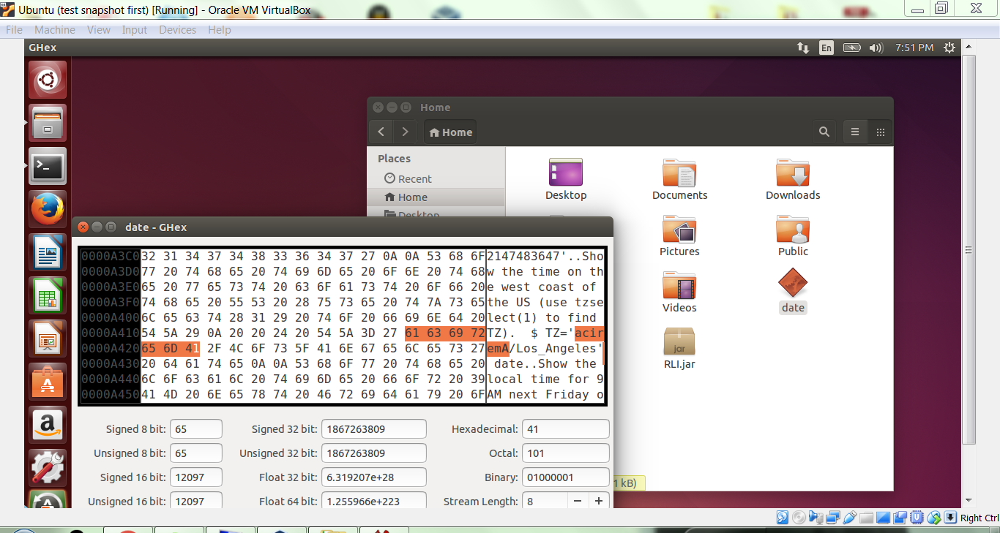 Ubuntu (test snapshot first) [Running] - Oracle VM VirtualBox
File Machine View Input Devices Help
GHex
En
7:51 PM
Home
Home
Places
Recent
Home
Desktop
Desktop
Documents
Downloads
Pictures
Public
Videos
date
jar
RLI.jar
date - GHex
0000A3C0 32 31 34 37 34 38 33 36 34 37 27 0A 0A 53 68 6F 2147483647'..Sho
0000A3D0 77 20 74 68 65 20 74 69 6D 65 20 6F 6E 20 74 68 w the time on th
0000A3E0 65 20 77 65 73 74 20 63 6F 61 73 74 20 6F 66 20 e west coast of
0000A3F0 74 68 65 20 55 53 20 28 75 73 65 20 74 7A 73 65 the US (use tzse
0000A400 6C 65 63 74 28 31 29 20 74 6F 20 66 69 6E 64 20 lect(1) to find
0000A410 54 5A 29 0A 20 20 24 20 54 5A 3D 27 61 63 69 72 TZ). $ TZ='acir
0000A420 65 6D 41 2F 4C 6F 73 5F 41 6E 67 65 6C 65 73 27 emA/Los_Angeles'
0000A430 20 64 61 74 65 0A 0A 53 68 6F 77 20 74 68 65 20 date..Show the
0000A440 6C 6F 63 61 6C 20 74 69 6D 65 20 66 6F 72 20 39 local time for 9
0000A450 41 4D 20 6E 65 78 74 20 46 72 69 64 61 79 20 6F AM next Friday o
Signed 8 bit: 65 Signed 32 bit: 1867263809 Hexadecimal: 41
Unsigned 8 bit: 65 Unsigned 32 bit: 1867263809 Octal: 101
Signed 16 bit: 12097 Float 32 bit: 6.319207e+28 Binary: 01000001
Unsigned 16 bit: 12097 Float 64 bit: 1.255966e+223 Stream Length: 8 - +
1 kB)
Right Ctrl